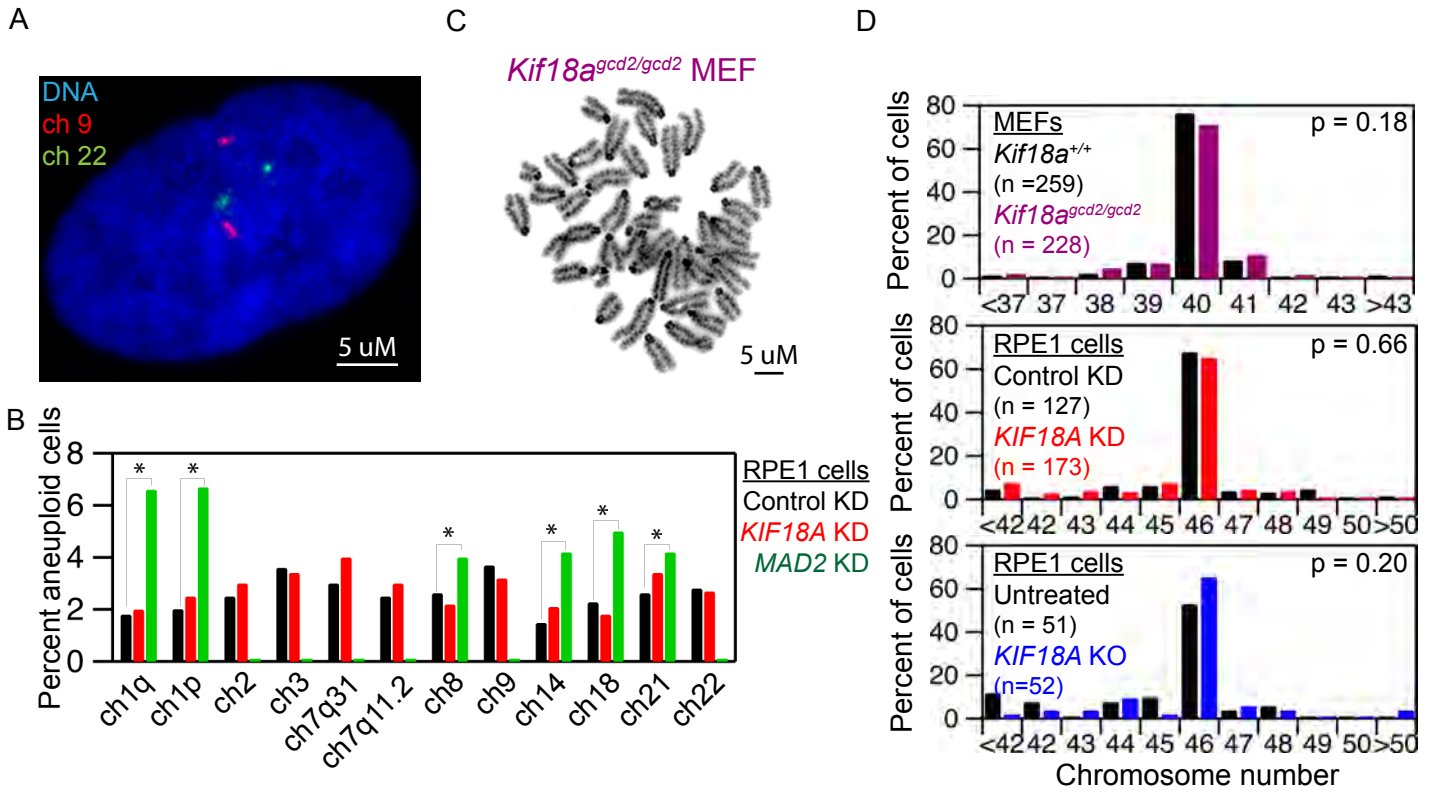 A
DNA
ch 9
ch 22
5 uM
B
Percent aneuploid cells
8
6
4
2
0
*
*
*
*
*
*
ch1q
ch1p
ch2
ch3
ch7q31
ch7q11.2
ch8
ch9
ch14
ch18
ch21
ch22
RPE1 cells
Control KD
KIF18A KD
MAD2 KD
C
Kif18a^gcd2/gcd2 MEF
5 uM
D
Percent of cells
80
60
40
20
0
MEFs
Kif18a+/+
(n =259)
Kif18a^gcd2/gcd2
(n = 228)
p = 0.18
<37 37 38 39 40 41 42 43 >43
Percent of cells
80
60
40
20
0
RPE1 cells
Control KD
(n = 127)
KIF18A KD
(n = 173)
p = 0.66
<42 42 43 44 45 46 47 48 49 50 >50
Percent of cells
80
60
40
20
0
RPE1 cells
Untreated
(n = 51)
KIF18A KO
(n=52)
p = 0.20
<42 42 43 44 45 46 47 48 49 50 >50
Chromosome number